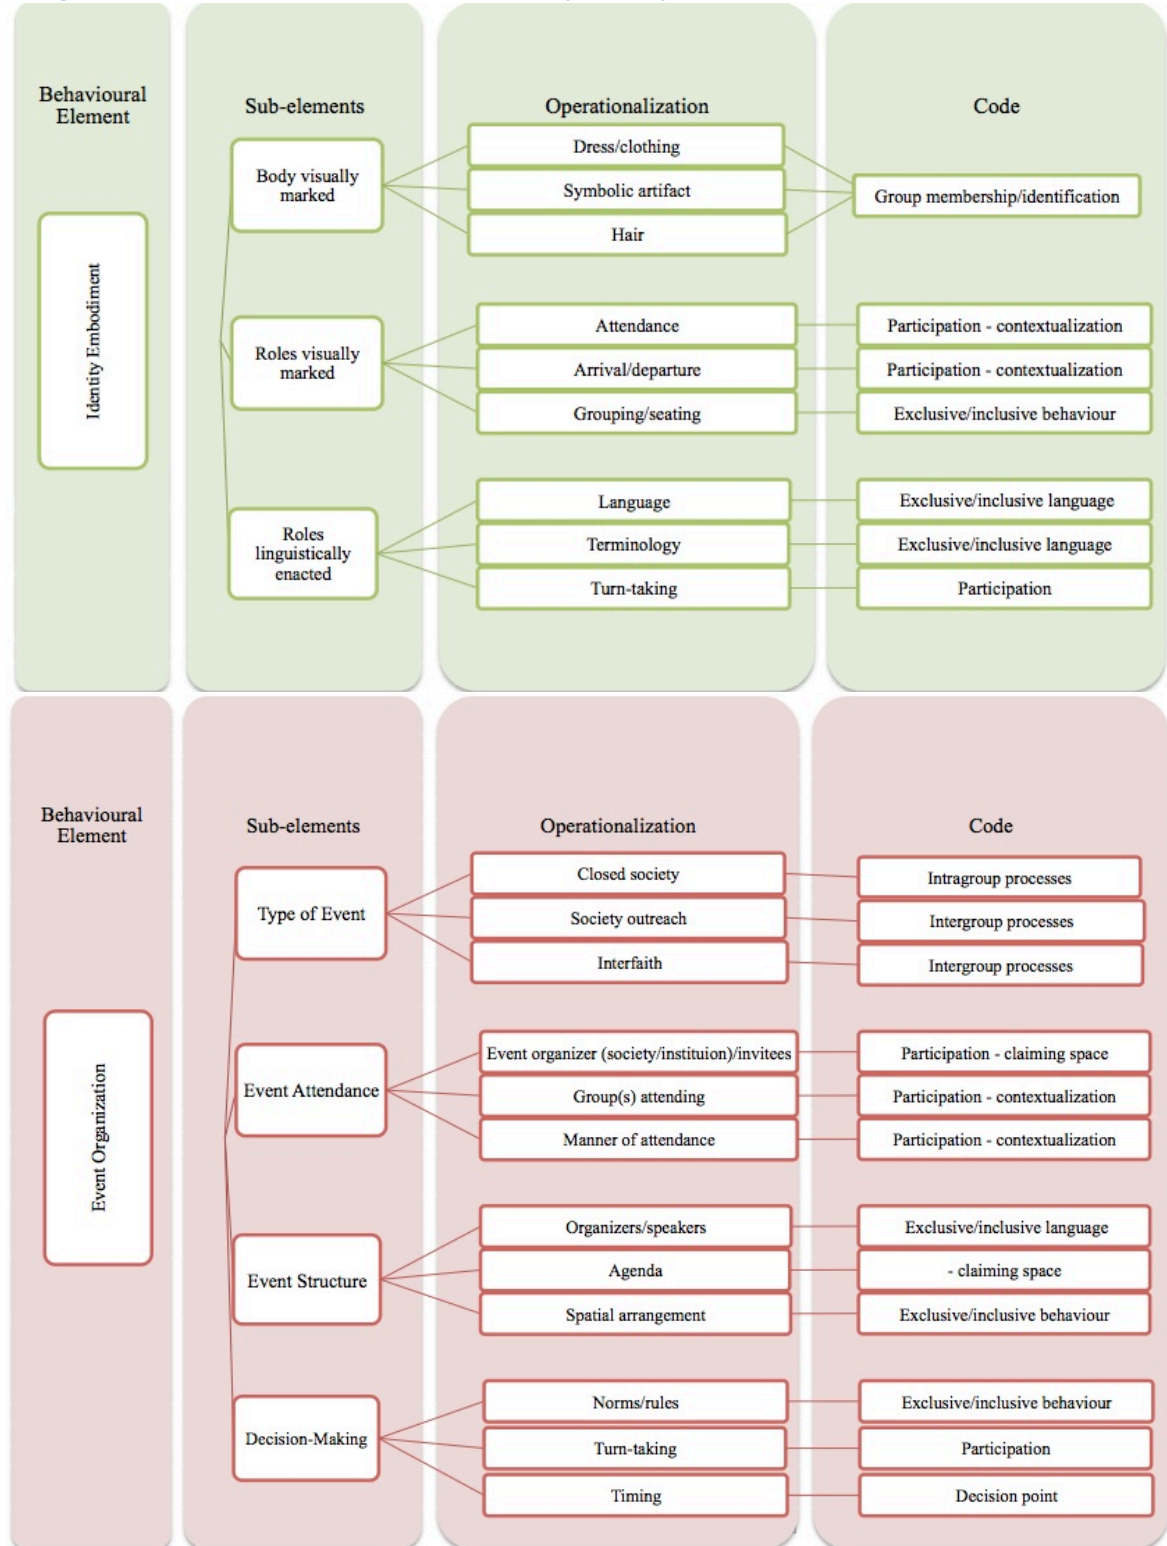 Behavioural
Element
Sub-elements
Operationalization
Code
Identity Embodiment
Body visually
marked
Dress/clothing
Symbolic artifact
Hair
Group membership/identification
Roles visually
marked
Attendance
Participation - contextualization
Arrival/departure
Participation - contextualization
Grouping/seating
Exclusive/inclusive behaviour
Roles
linguistically
enacted
Language
Exclusive/inclusive language
Terminology
Exclusive/inclusive language
Turn-taking
Participation
Behavioural
Element
Sub-elements
Operationalization
Code
Event Organization
Type of Event
Closed society
Intragroup processes
Society outreach
Intergroup processes
Interfaith
Intergroup processes
Event Attendance
Event organizer (society/instituion)/invitees
Participation - claiming space
Group(s) attending
Participation - contextualization
Manner of attendance
Participation - contextualization
Event Structure
Organizers/speakers
Exclusive/inclusive language
Agenda
- claiming space
Spatial arrangement
Exclusive/inclusive behaviour
Decision-Making
Norms/rules
Exclusive/inclusive behaviour
Turn-taking
Participation
Timing
Decision point